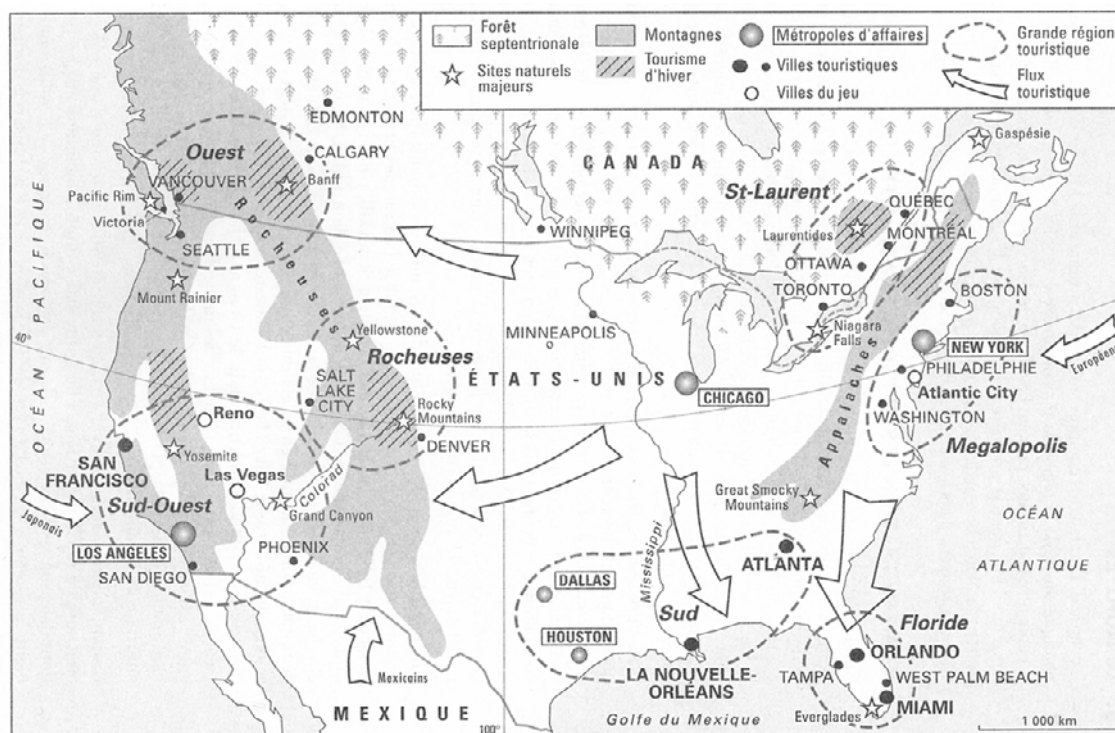 Forêt
septentrionale
Montagnes
Métropoles d'affaires
Grande région
touristique
Sites naturels
majeurs
Tourisme
d'hiver
Villes touristiques
Villes du jeu
Flux
touristique
OCÉAN PACIFIQUE
EDMONTON
Ouest
CALGARY
VANCOUVER
Banff
Pacific Rim
Victoria
SEATTLE
Mount Rainier
Rocheuses
CANADA
WINNIPEG
St-Laurent
Gaspésie
QUÉBEC
Laurentides
MONTRÉAL
OTTAWA
TORONTO
BOSTON
Niagara
Falls
NEW YORK
Européens
PHILADELPHIE
Atlantic City
WASHINGTON
Megalopolis
Appalaches
40°
Yellowstone
Rocheuses
MINNEAPOLIS
ÉTATS-UNIS
CHICAGO
SALT
LAKE
CITY
Rocky
Mountains
DENVER
Reno
SAN
FRANCISCO
Yosemite
Las Vegas
Colorad
Grand Canyon
Sud-Ouest
Japonais
LOS ANGELES
PHOENIX
SAN DIEGO
Great Smocky
Mountains
OCÉAN
ATLANTIQUE
Mississippi
ATLANTA
DALLAS
Sud
HOUSTON
LA NOUVELLE-
ORLÉANS
Floride
ORLANDO
TAMPA
WEST PALM BEACH
MIAMI
Everglades
Mexicains
MEXIQUE
Golfe du Mexique
100°
1 000 km